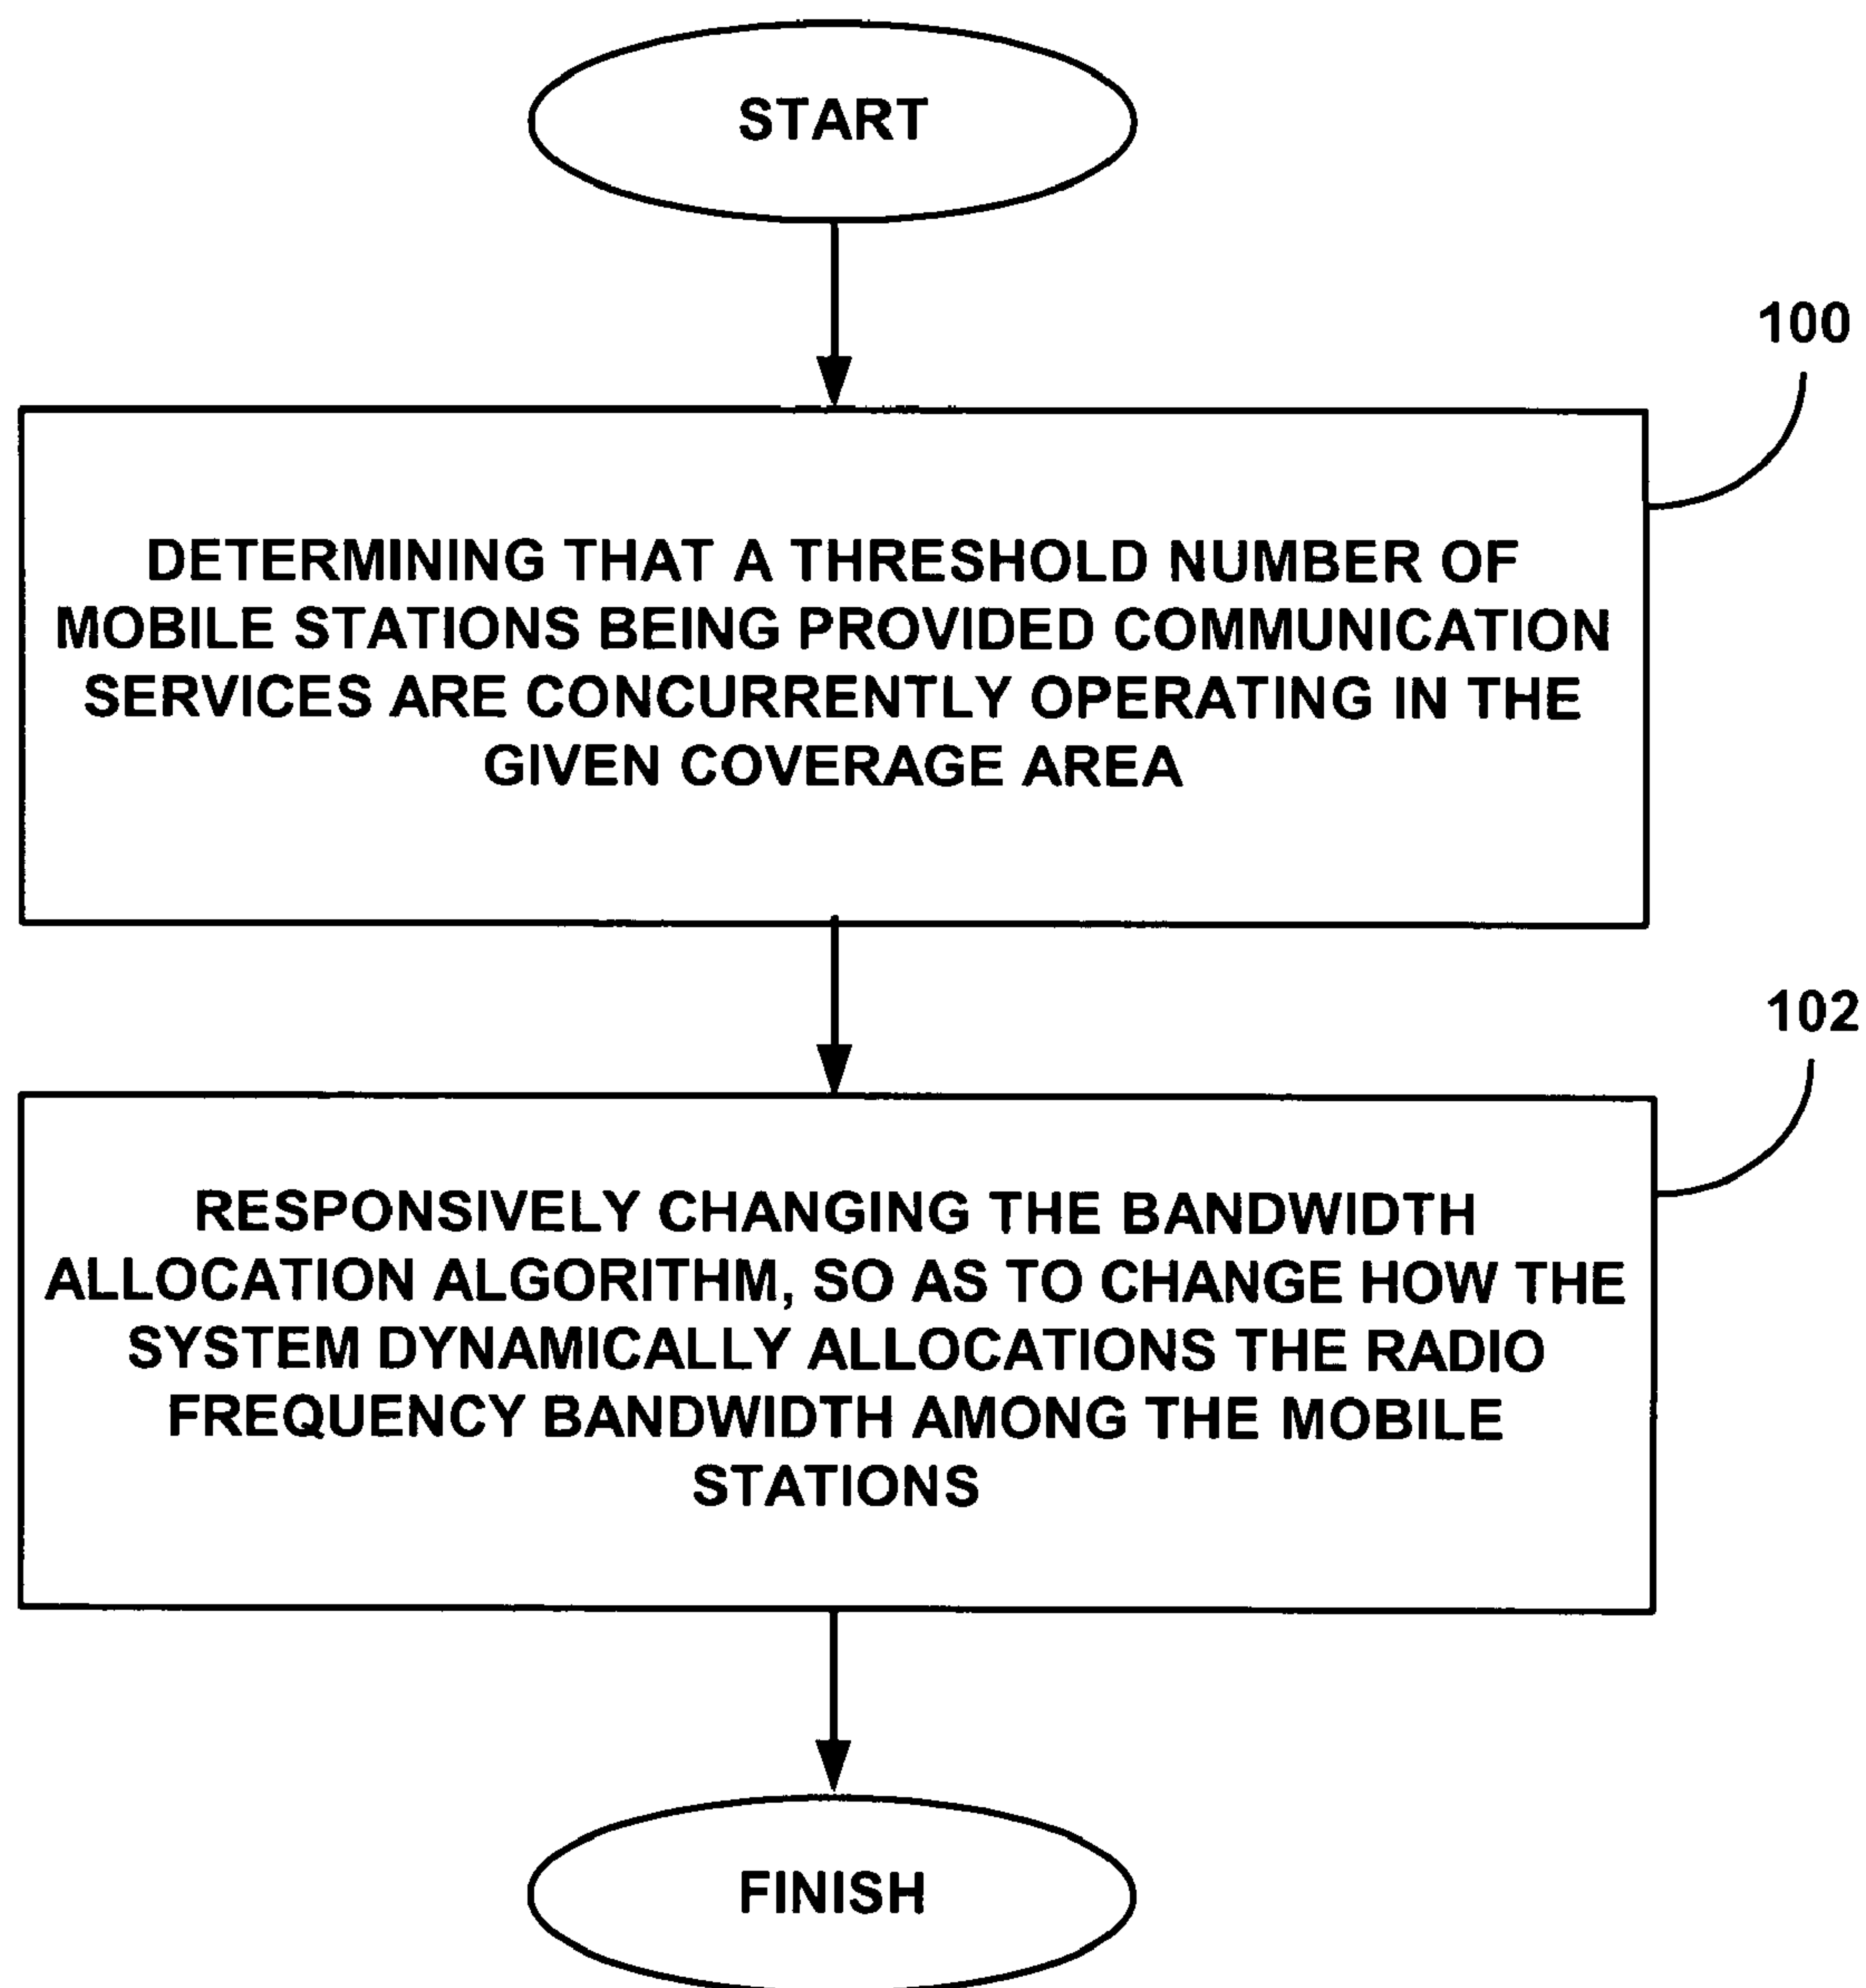 START
100
DETERMINING THAT A THRESHOLD NUMBER OF
MOBILE STATIONS BEING PROVIDED COMMUNICATION
SERVICES ARE CONCURRENTLY OPERATING IN THE
GIVEN COVERAGE AREA
102
RESPONSIVELY CHANGING THE BANDWIDTH
ALLOCATION ALGORITHM, SO AS TO CHANGE HOW THE
SYSTEM DYNAMICALLY ALLOCATIONS THE RADIO
FREQUENCY BANDWIDTH AMONG THE MOBILE
STATIONS
FINISH